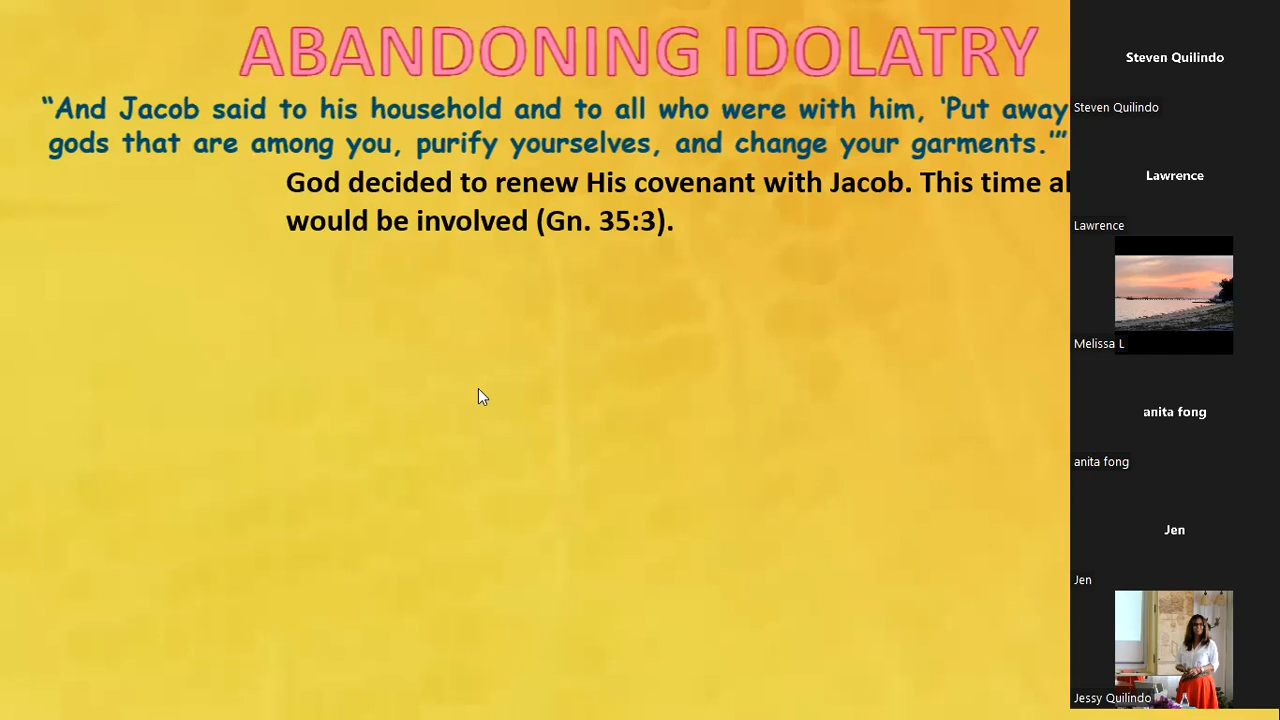 ABANDONING IDOLATRY
“And Jacob said to his household and to all who were with him, ‘Put away
gods that are among you, purify yourselves, and change your garments.’”
God decided to renew His covenant with Jacob. This time
would be involved (Gn. 35:3).
Steven Quilindo
Steven Quilindo
Lawrence
Lawrence
Melissa L
anita fong
anita fong
Jen
Jen
Jessy Quilindo